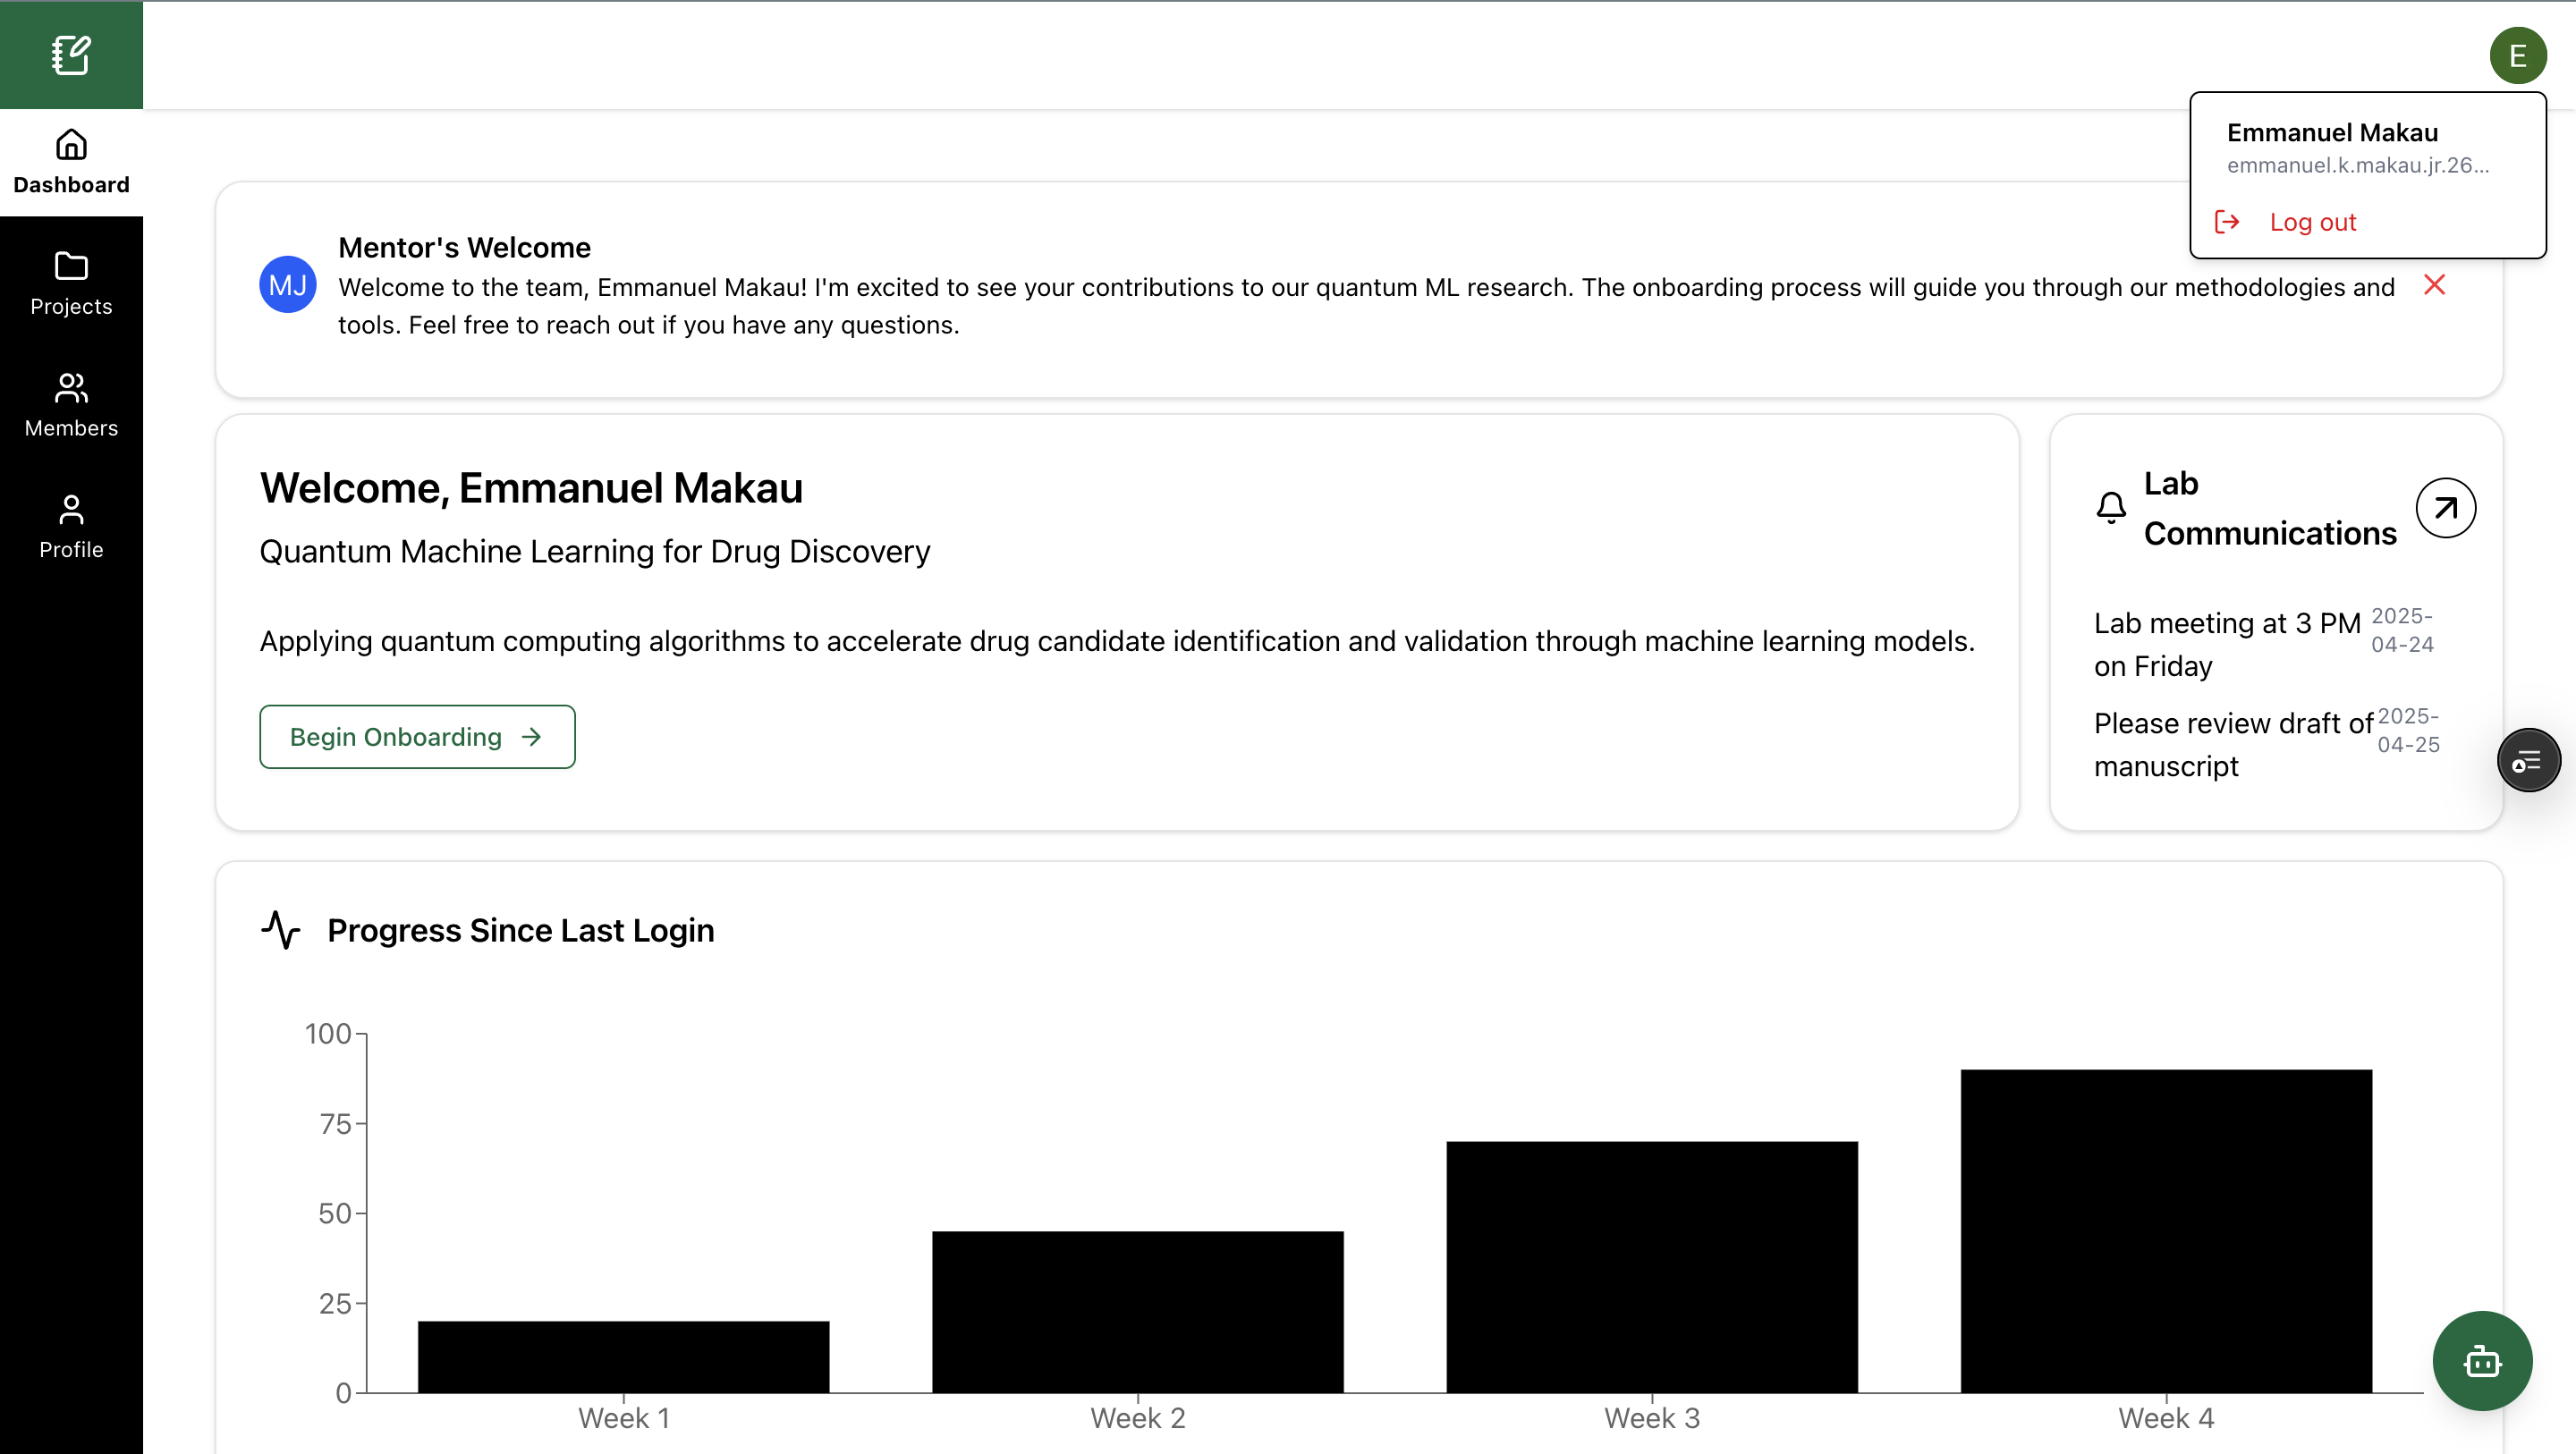 E
Emmanuel Makau
emmanuel.k.makau.jr.26...
Log out
Dashboard
Projects
Members
Profile
MJ
Mentor's Welcome
Welcome to the team, Emmanuel Makau! I'm excited to see your contributions to our quantum ML research. The onboarding process will guide you through our methodologies and
tools. Feel free to reach out if you have any questions.
Welcome, Emmanuel Makau
Quantum Machine Learning for Drug Discovery
Applying quantum computing algorithms to accelerate drug candidate identification and validation through machine learning models.
Begin Onboarding
Lab
Communications
Lab meeting at 3 PM
on Friday
2025-
04-24
Please review draft of
manuscript
2025-
04-25
Progress Since Last Login
100
75
50
25
0
Week 1
Week 2
Week 3
Week 4